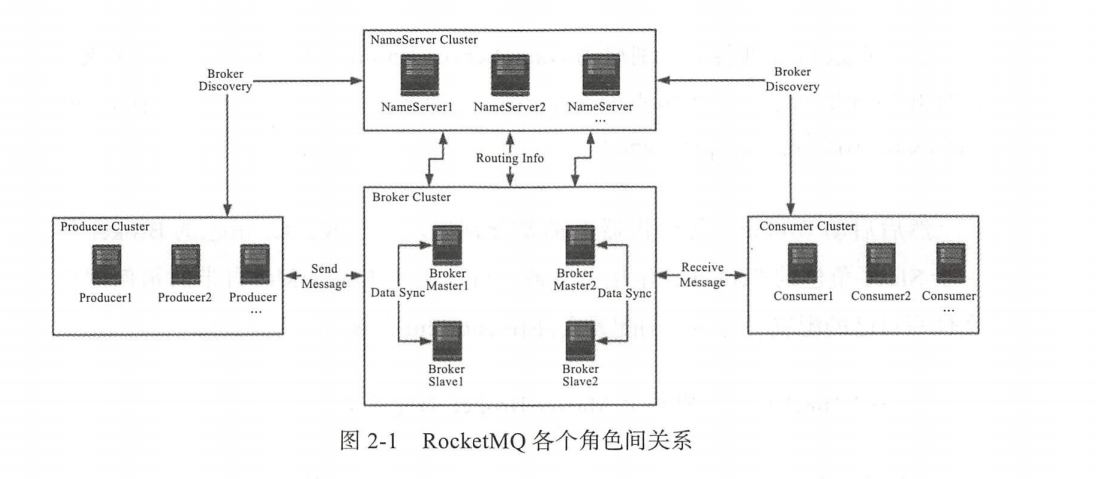 NameServer Cluster
NameServer1
NameServer2
NameServer
...
Broker
Discovery
Broker
Discovery
Routing Info
Broker Cluster
Producer Cluster
Producer1
Producer2
Producer
...
Send
Message
Broker
Master1
Broker
Master2
Data Sync
Data Sync
Broker
Slave1
Broker
Slave2
Receive
Message
Consumer Cluster
Consumer1
Consumer2
Consumer
...
图 2-1 RocketMQ 各个角色间关系